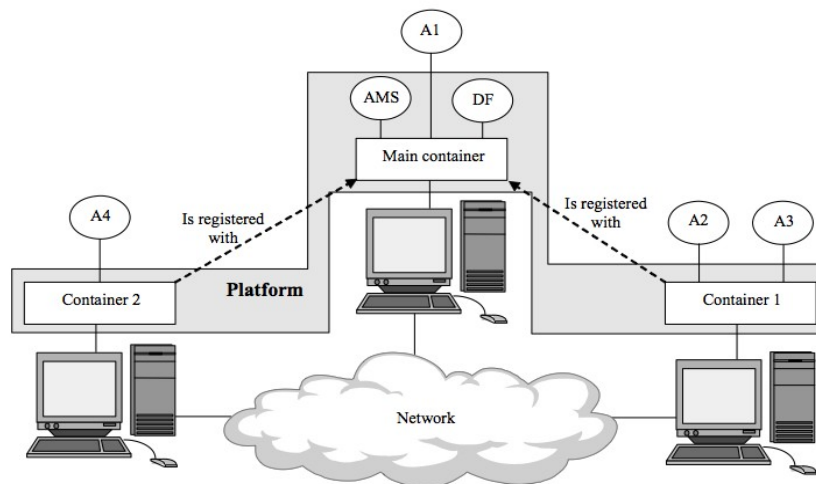 A1
AMS
DF
Main container
A4
Is registered
with
Is registered
with
A2
A3
Container 2
Platform
Container 1
Network